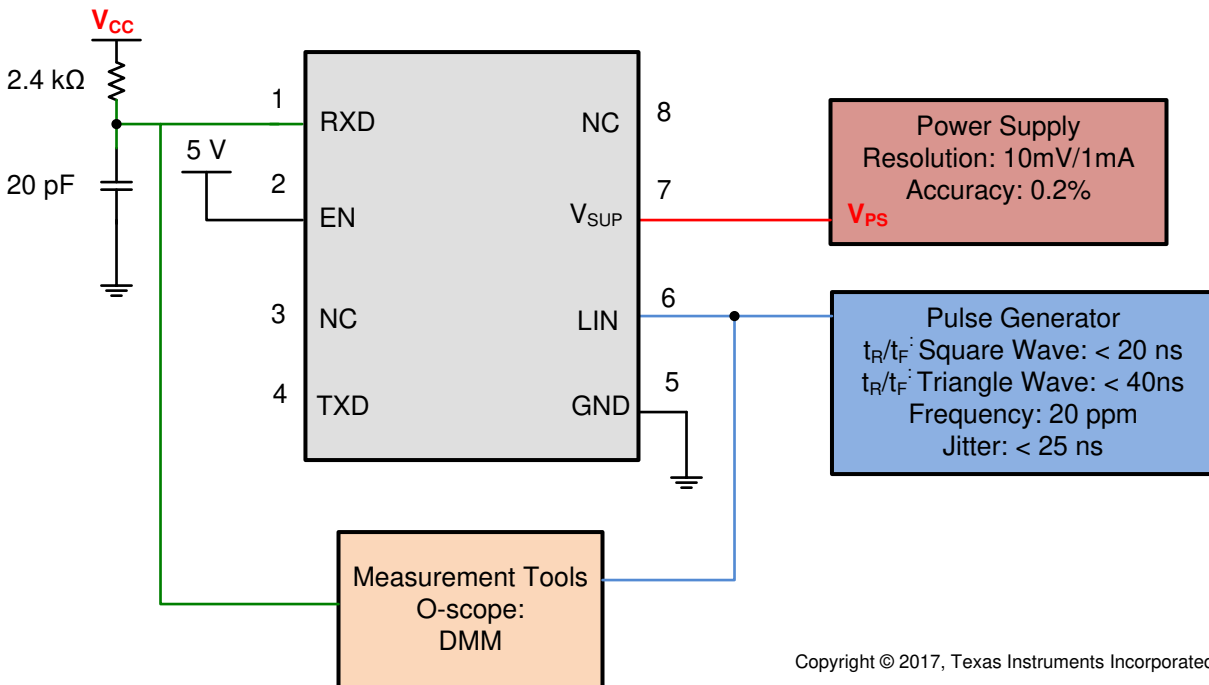 VCC
2.4 kΩ
20 pF
5 V
1
RXD
2
EN
3
NC
4
TXD
NC
8
VSUP
7
LIN
6
GND
5
Power Supply
Resolution: 10mV/1mA
Accuracy: 0.2%
VPS
Pulse Generator
tR/tF: Square Wave: < 20 ns
tR/tF: Triangle Wave: < 40ns
Frequency: 20 ppm
Jitter: < 25 ns
Measurement Tools
O-scope:
DMM
Copyright © 2017, Texas Instruments Incorporated